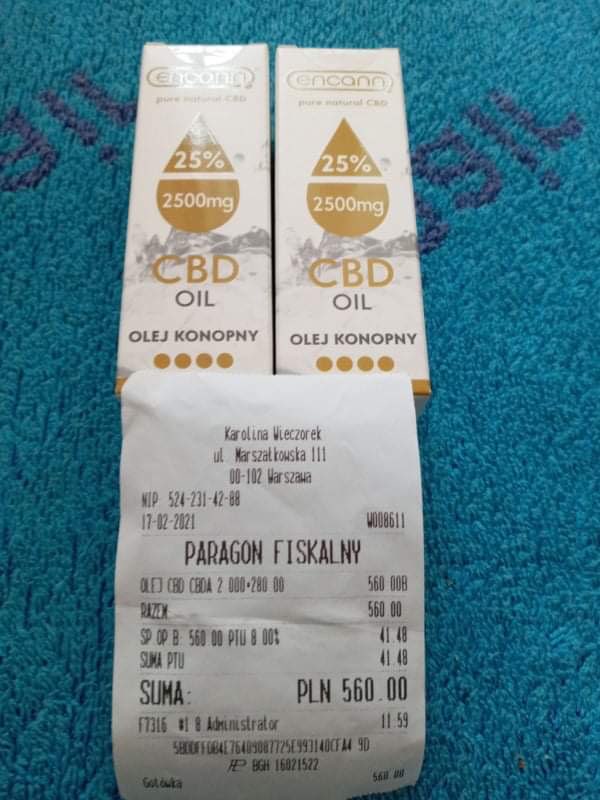 encann
pure natural CBD
25%
2500mg
CBD
OIL
OLEJ KONOPNY
encann
pure natural CBD
25%
2500mg
CBD
OIL
OLEJ KONOPNY
Karolina Wieczorek
ul. Marszałkowska 111
00-102 Warszawa
NIP 524-231-42-88
17-02-2021 W008611
PARAGON FISKALNY
OLEJ CBD CBDA 2 000*280 00 560 00B
RAZEM 560 00
SP OP B: 560 00 PTU 8 00% 41.48
SUMA PTU 41.48
SUMA: PLN 560.00
F7316 #1 8 Administrator 11:59
BGH 16821522
Gotówka 560 00